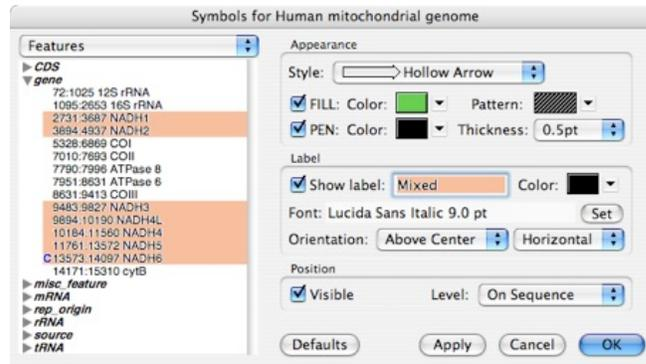 Symbols for Human mitochondrial genome
Features
CDS
gene
72:1025 12S rRNA
1095:2653 16S rRNA
2731:3687 NADH1
3894:4937 NADH2
5328:6869 COI
7010:7693 COII
7790:7996 ATPase 8
7951:8631 ATPase 6
8631:9413 COIII
9483:9827 NADH3
9894:10190 NADH4L
10184:11560 NADH4
11761:13572 NADH5
C 13573:14097 NADH6
14171:15310 cytB
misc_feature
mRNA
rep_origin
rRNA
source
tRNA
Appearance
Style: Hollow Arrow
FILL: Color: Pattern:
PEN: Color: Thickness: 0.5pt
Label
Show label: Mixed Color:
Font: Lucida Sans Italic 9.0 pt Set
Orientation: Above Center Horizontal
Position
Visible Level: On Sequence
Defaults Apply Cancel OK